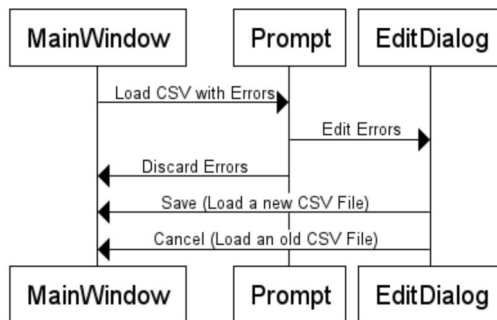 MainWindow Prompt EditDialog
Load CSV with Errors
Edit Errors
Discard Errors
Save (Load a new CSV File)
Cancel (Load an old CSV File)
MainWindow Prompt EditDialog